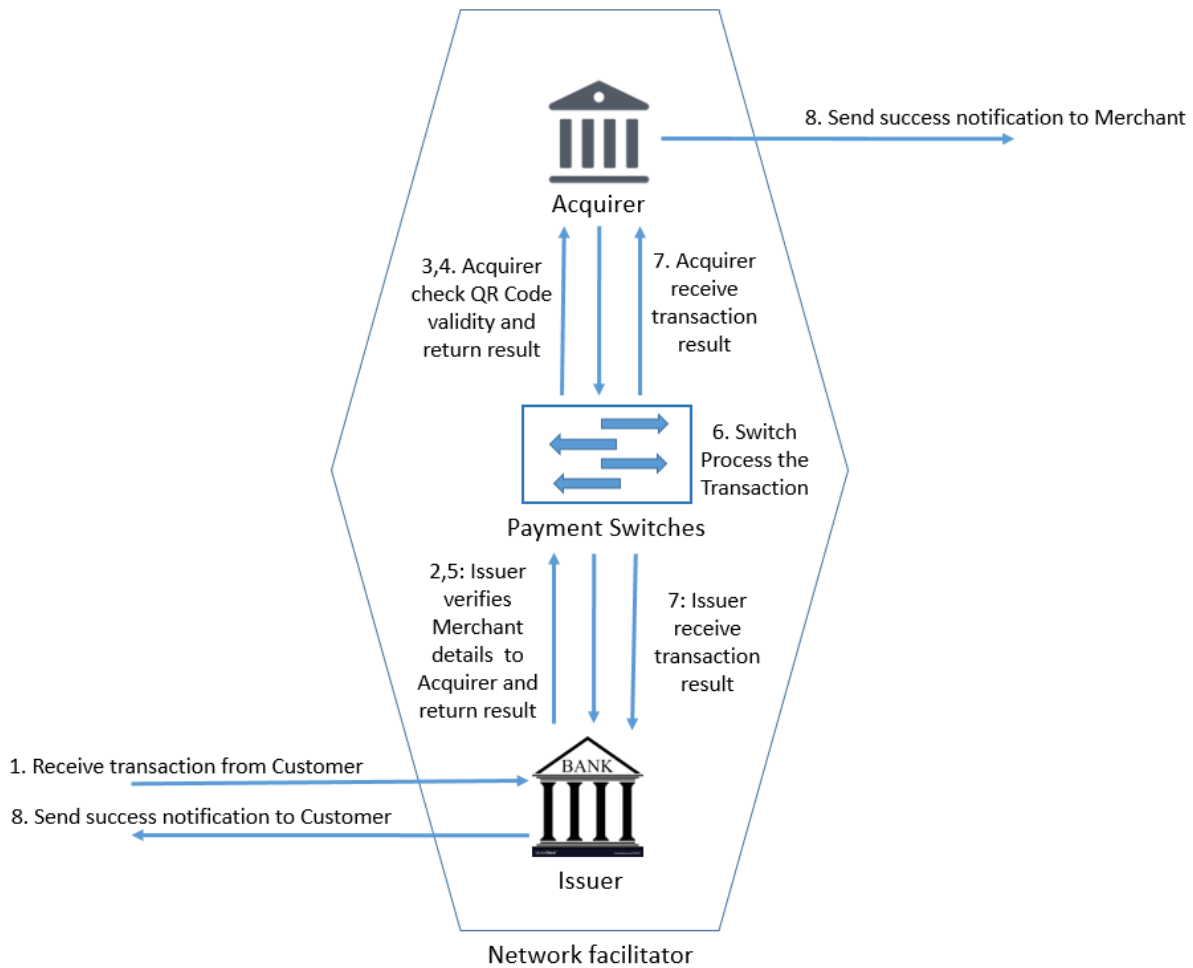 8. Send success notification to Merchant
Acquirer
3,4. Acquirer
check QR Code
validity and
return result
7. Acquirer
receive
transaction
result
6. Switch
Process the
Transaction
Payment Switches
2,5: Issuer
verifies
Merchant
details to
Acquirer and
return result
7: Issuer
receive
transaction
result
1. Receive transaction from Customer
8. Send success notification to Customer
BANK
Issuer
Network facilitator